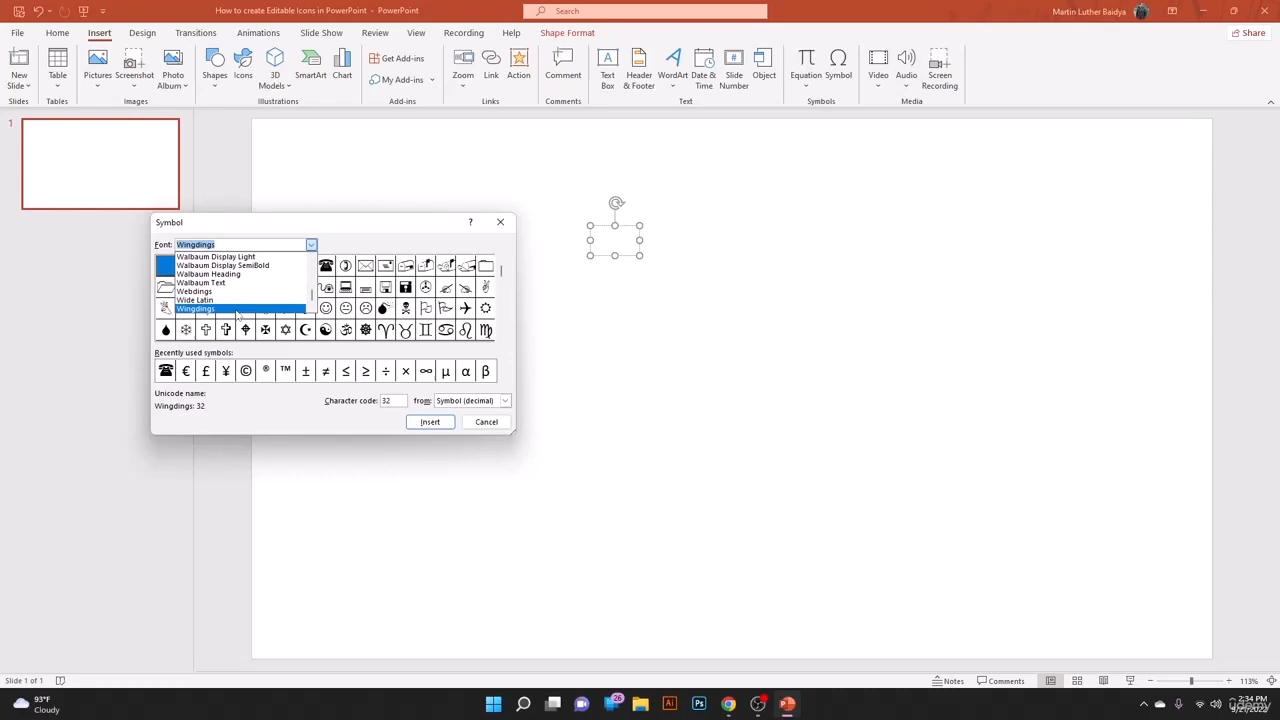 How to create Editable Icons in PowerPoint - PowerPoint
Search
Martin Luther Baidya
File Home Insert Design Transitions Animations Slide Show Review View Recording Help Shape Format
Share
New Slide
Table
Pictures
Screenshot
Photo Album
Shapes
Icons
3D Models
SmartArt
Chart
Get Add-ins
My Add-ins
Zoom
Link
Action
Comment
Text Box
Header & Footer
WordArt
Date & Time
Slide Number
Object
Equation
Symbol
Video
Audio
Screen Recording
Slides Tables Images Illustrations Add-ins Links Comments Text Symbols Media
1
Symbol
?
Font: Wingdings
Walbaum Display Light
Walbaum Display SemiBold
Walbaum Heading
Walbaum Text
Webdings
Wide Latin
Wingdings
Recently used symbols:
☎ € £ ¥ © ® ™ ± ≠ ≤ ≥ ÷ × ∞ µ α β
Unicode name:
Wingdings: 32
Character code: 32 from: Symbol (decimal)
Insert Cancel
Slide 1 of 1
Notes Comments 113%
93°F
Cloudy
26
Ai
Ps
2:34 PM
udemy